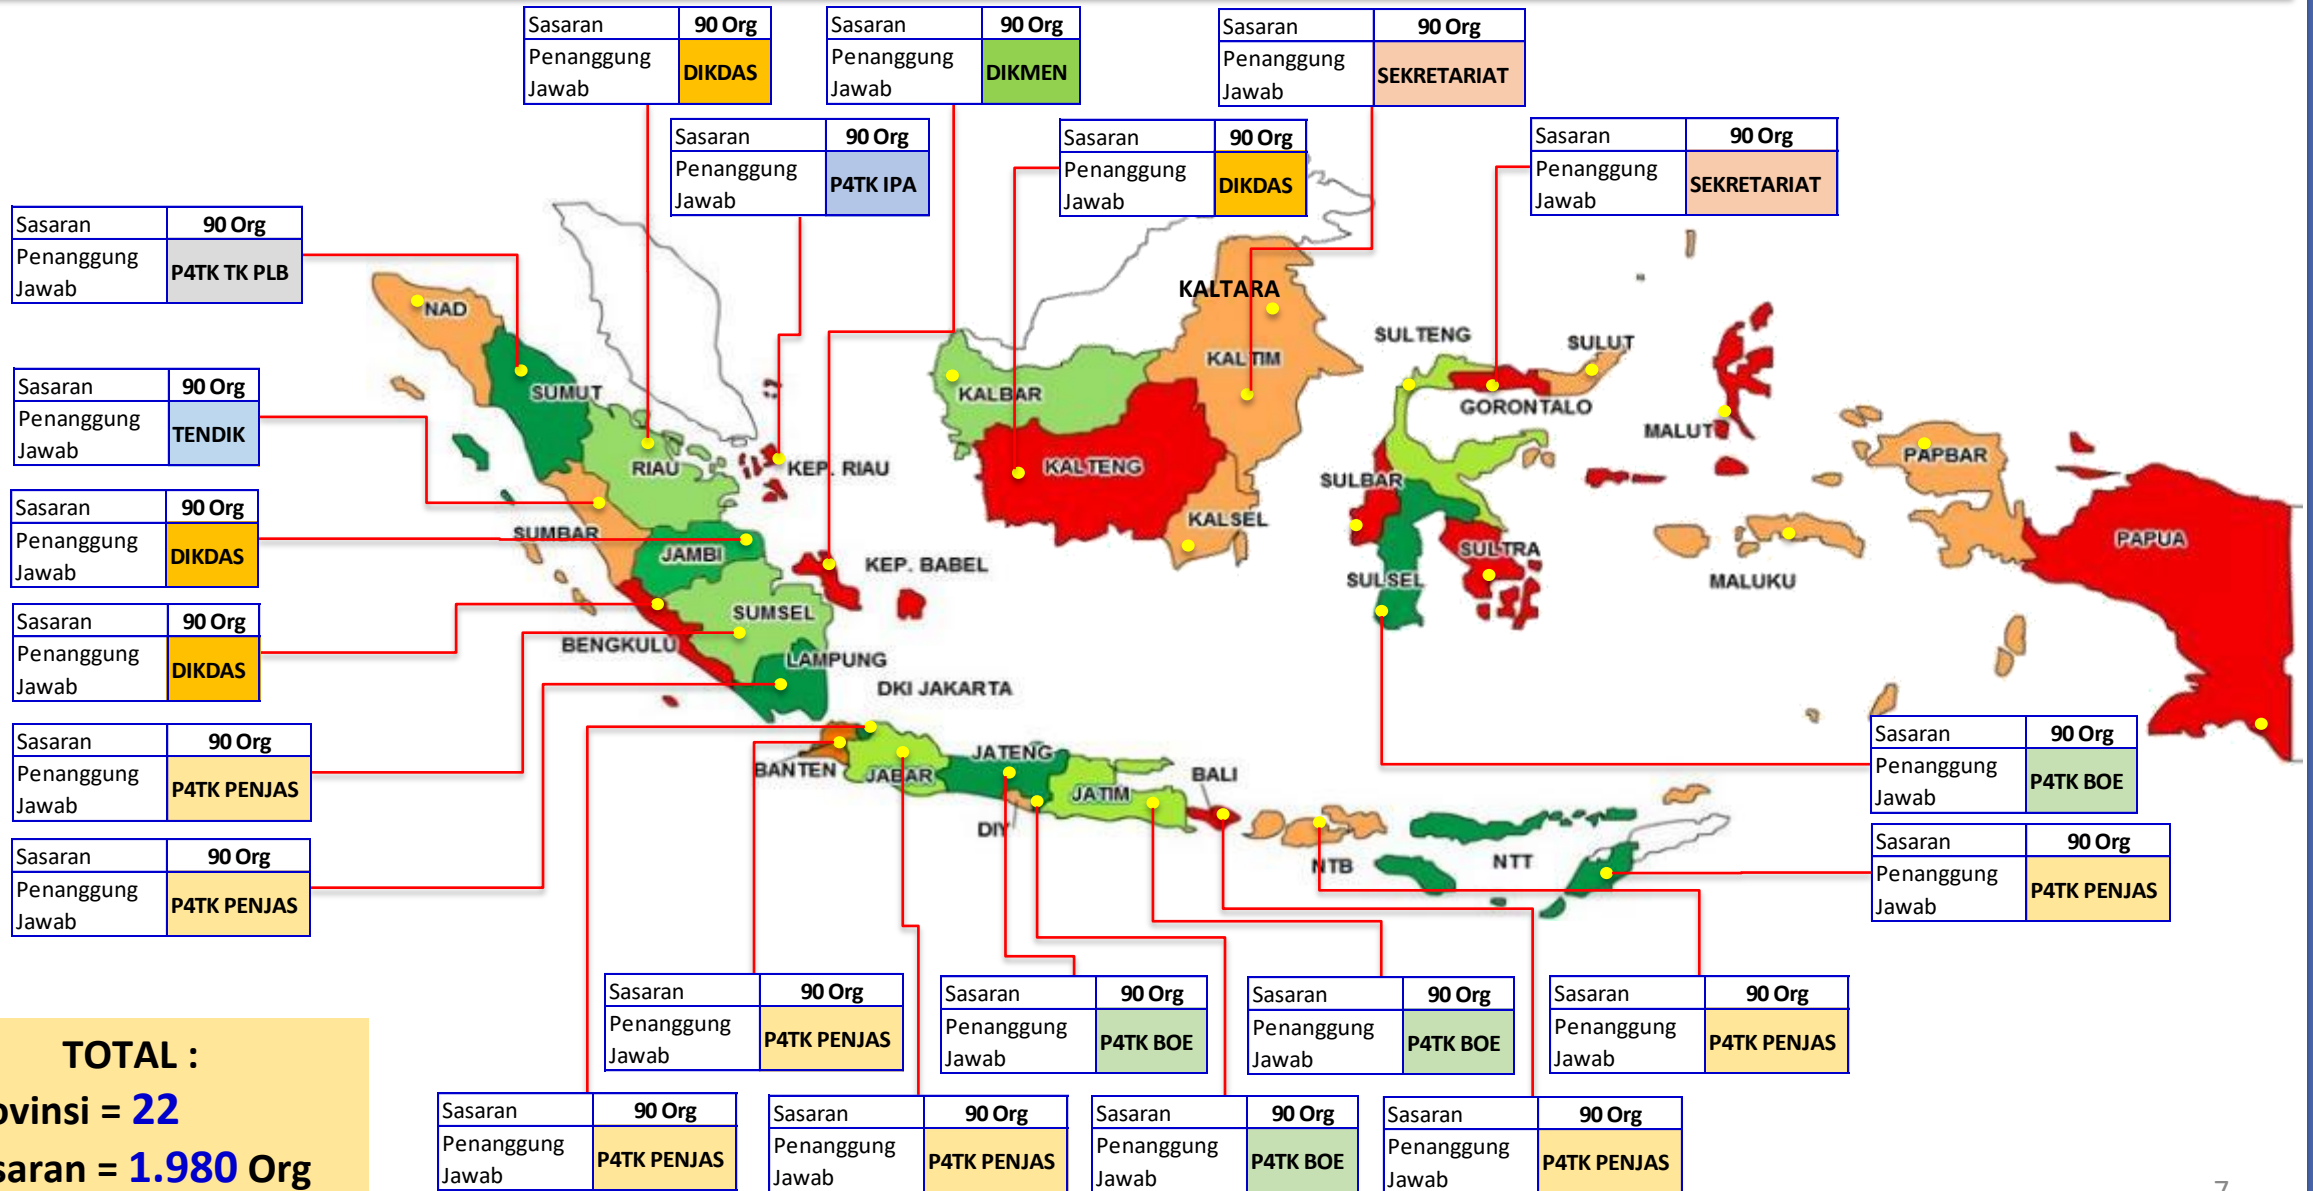 Sasaran 90 Org
Penanggung Jawab DIKDAS
Sasaran 90 Org
Penanggung Jawab DIKMEN
Sasaran 90 Org
Penanggung Jawab SEKRETARIAT
Sasaran 90 Org
Penanggung Jawab P4TK IPA
Sasaran 90 Org
Penanggung Jawab DIKDAS
Sasaran 90 Org
Penanggung Jawab SEKRETARIAT
Sasaran 90 Org
Penanggung Jawab P4TK TK PLB
Sasaran 90 Org
Penanggung Jawab TENDIK
Sasaran 90 Org
Penanggung Jawab DIKDAS
Sasaran 90 Org
Penanggung Jawab DIKDAS
Sasaran 90 Org
Penanggung Jawab P4TK PENJAS
Sasaran 90 Org
Penanggung Jawab P4TK PENJAS
NAD
SUMUT
RIAU
KEP. RIAU
SUMBAR
JAMBI
KEP. BABEL
SUMSEL
BENGKULU
LAMPUNG
DKI JAKARTA
BANTEN
JABAR
JATENG
DIY
JATIM
BALI
NTB
NTT
KALTARA
KALTIM
KALBAR
KALTENG
KALSEL
SULTENG
SULUT
GORONTALO
SULBAR
SULTRA
SULSEL
MALUT
MALUKU
PAPBAR
PAPUA
Sasaran 90 Org
Penanggung Jawab P4TK BOE
Sasaran 90 Org
Penanggung Jawab P4TK PENJAS
Sasaran 90 Org
Penanggung Jawab P4TK PENJAS
Sasaran 90 Org
Penanggung Jawab P4TK BOE
Sasaran 90 Org
Penanggung Jawab P4TK BOE
Sasaran 90 Org
Penanggung Jawab P4TK PENJAS
Sasaran 90 Org
Penanggung Jawab P4TK PENJAS
Sasaran 90 Org
Penanggung Jawab P4TK PENJAS
Sasaran 90 Org
Penanggung Jawab P4TK BOE
Sasaran 90 Org
Penanggung Jawab P4TK PENJAS
TOTAL :
ovinsi = 22
saran = 1.980 Org
7